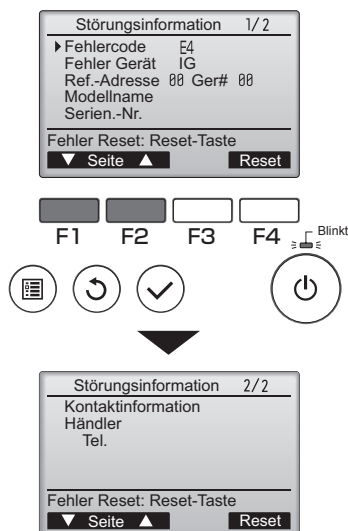 Störungsinformation 1/2
Fehlercode E4
Fehler Gerät IG
Ref.-Adresse 00 Ger# 00
Modellname
Serien.-Nr.
Fehler Reset: Reset-Taste
▼ Seite ▲ Reset
F1 F2 F3 F4
Blinkt
Störungsinformation 2/2
Kontaktinformation
Händler
Tel.
Fehler Reset: Reset-Taste
▼ Seite ▲ Reset